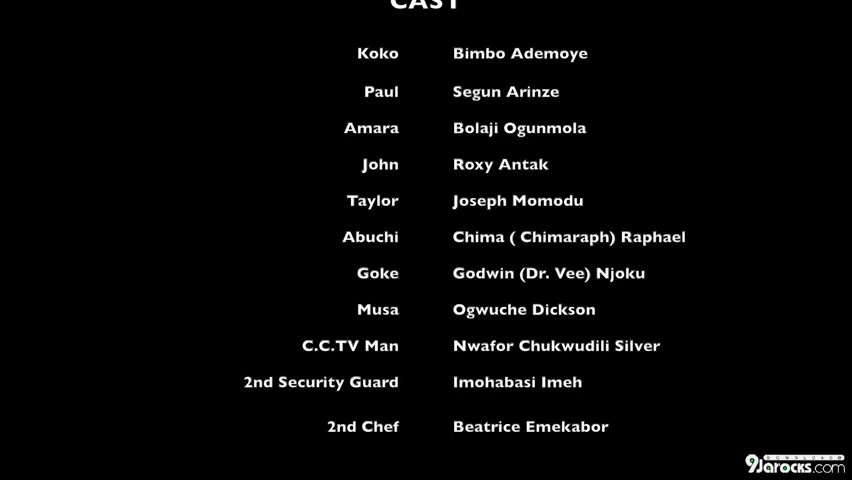 CAST
Koko Bimbo Ademoye
Paul Segun Arinze
Amara Bolaji Ogunmola
John Roxy Antak
Taylor Joseph Momodu
Abuchi Chima ( Chimaraph) Raphael
Goke Godwin (Dr. Vee) Njoku
Musa Ogwuche Dickson
C.C.TV Man Nwafor Chukwudili Silver
2nd Security Guard Imohabasi Imeh
2nd Chef Beatrice Emekabor
DOWNLOAD
9Jarocks.com